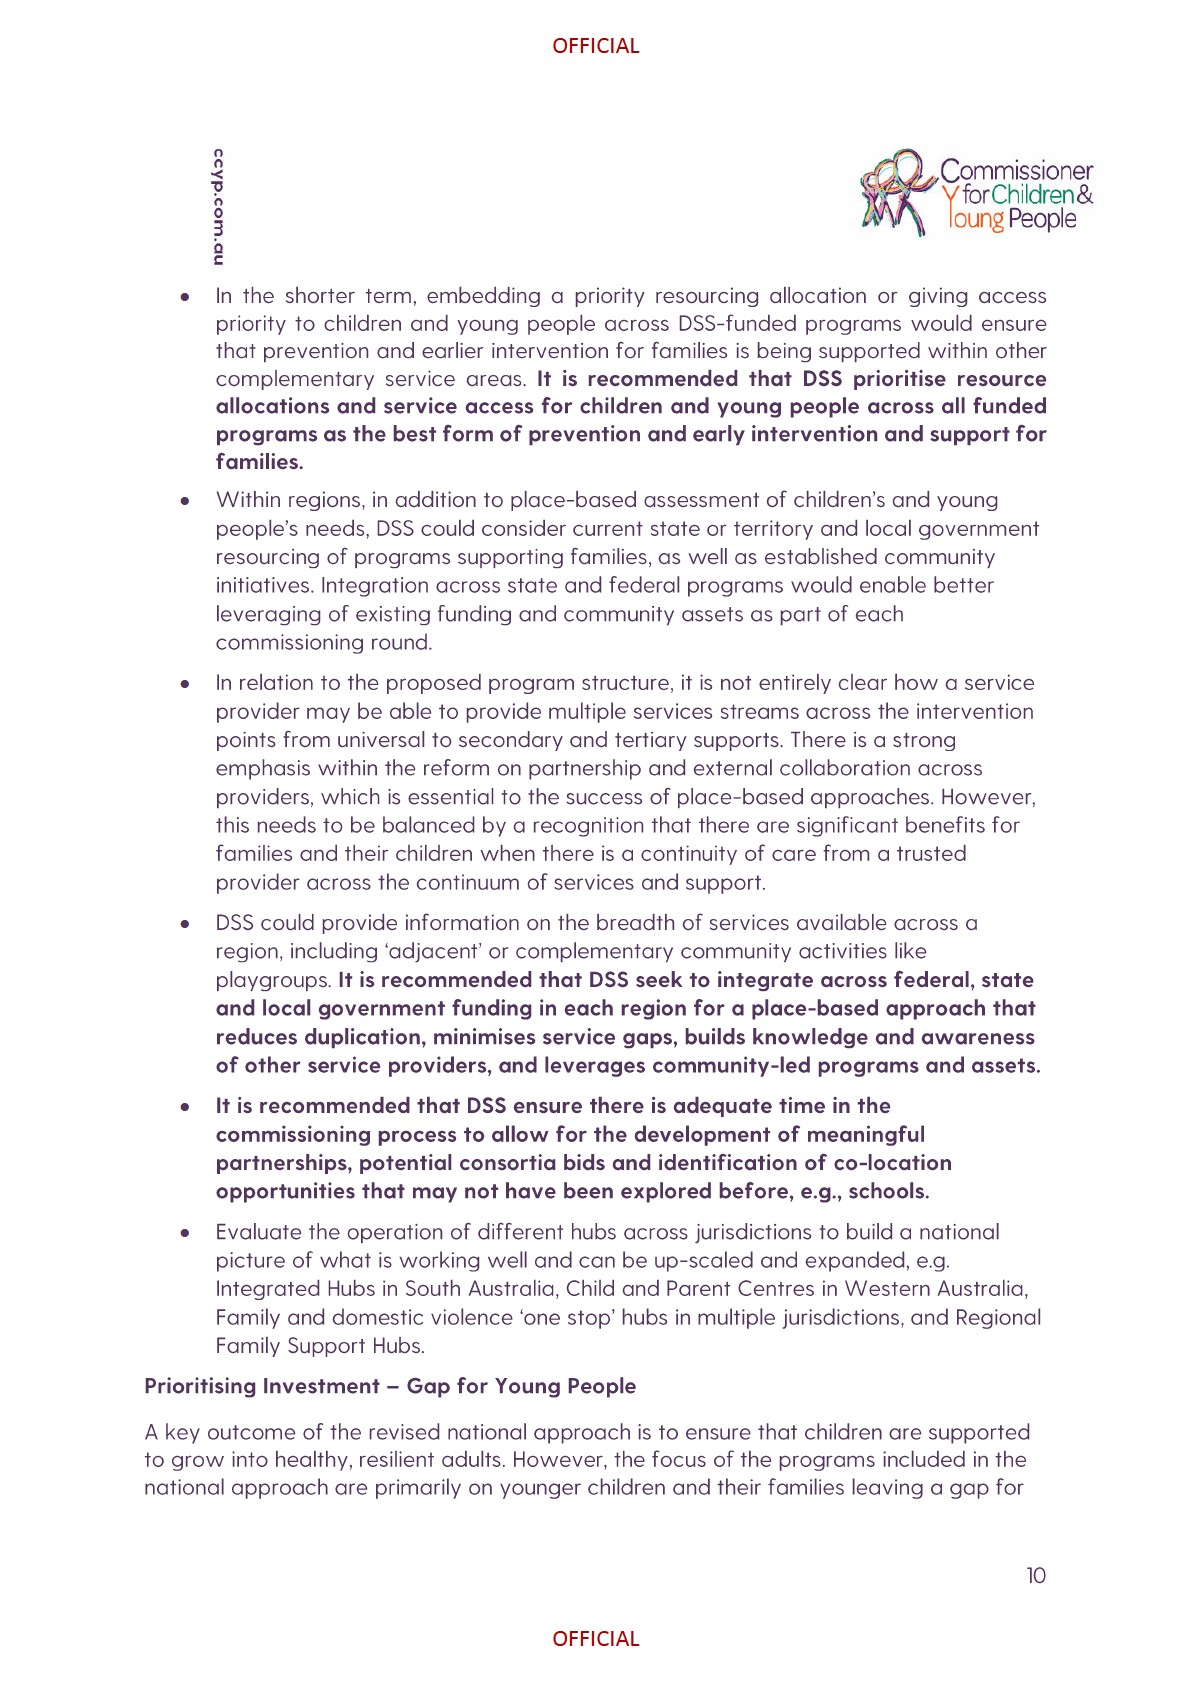 OFFICIAL
ccyp.com.au
Commissioner
for Children &
Young People
• In the shorter term, embedding a priority resourcing allocation or giving access
priority to children and young people across DSS-funded programs would ensure
that prevention and earlier intervention for families is being supported within other
complementary service areas. It is recommended that DSS prioritise resource
allocations and service access for children and young people across all funded
programs as the best form of prevention and early intervention and support for
families.
• Within regions, in addition to place-based assessment of children’s and young
people’s needs, DSS could consider current state or territory and local government
resourcing of programs supporting families, as well as established community
initiatives. Integration across state and federal programs would enable better
leveraging of existing funding and community assets as part of each
commissioning round.
• In relation to the proposed program structure, it is not entirely clear how a service
provider may be able to provide multiple services streams across the intervention
points from universal to secondary and tertiary supports. There is a strong
emphasis within the reform on partnership and external collaboration across
providers, which is essential to the success of place-based approaches. However,
this needs to be balanced by a recognition that there are significant benefits for
families and their children when there is a continuity of care from a trusted
provider across the continuum of services and support.
• DSS could provide information on the breadth of services available across a
region, including ‘adjacent’ or complementary community activities like
playgroups. It is recommended that DSS seek to integrate across federal, state
and local government funding in each region for a place-based approach that
reduces duplication, minimises service gaps, builds knowledge and awareness
of other service providers, and leverages community-led programs and assets.
• It is recommended that DSS ensure there is adequate time in the
commissioning process to allow for the development of meaningful
partnerships, potential consortia bids and identification of co-location
opportunities that may not have been explored before, e.g., schools.
• Evaluate the operation of different hubs across jurisdictions to build a national
picture of what is working well and can be up-scaled and expanded, e.g.
Integrated Hubs in South Australia, Child and Parent Centres in Western Australia,
Family and domestic violence ‘one stop’ hubs in multiple jurisdictions, and Regional
Family Support Hubs.
Prioritising Investment – Gap for Young People
A key outcome of the revised national approach is to ensure that children are supported
to grow into healthy, resilient adults. However, the focus of the programs included in the
national approach are primarily on younger children and their families leaving a gap for
10
OFFICIAL